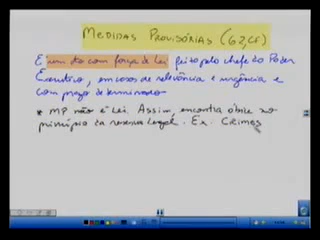 MEDIDAS PROVISÓRIAS (62, CF)
É um ato com força de lei feito pelo chefe do Poder
Executivo, em casos de relevância e urgência e
com prazo determinado
* MP não é lei. Assim encontra óbice no
princípio da reserva legal. Ex. Crimes